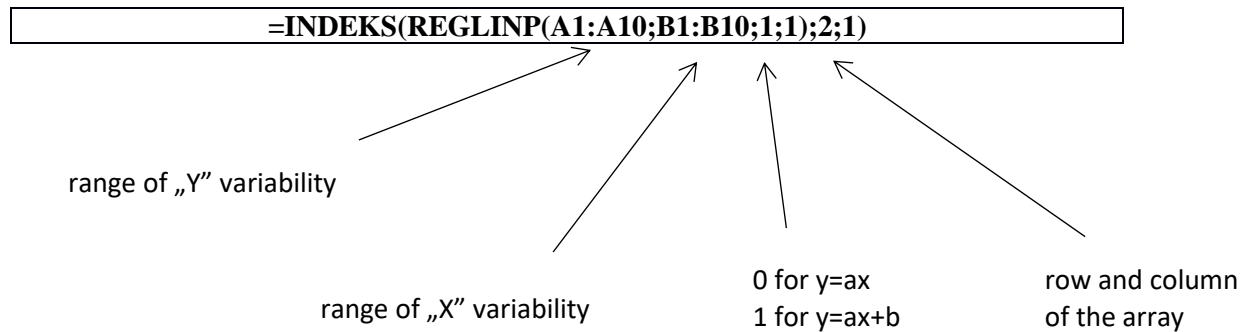 =INDEKS(REGLINP(A1:A10;B1:B10;1;1);2;1)
range of „Y” variability
range of „X” variability
0 for y=ax
1 for y=ax+b
row and column
of the array